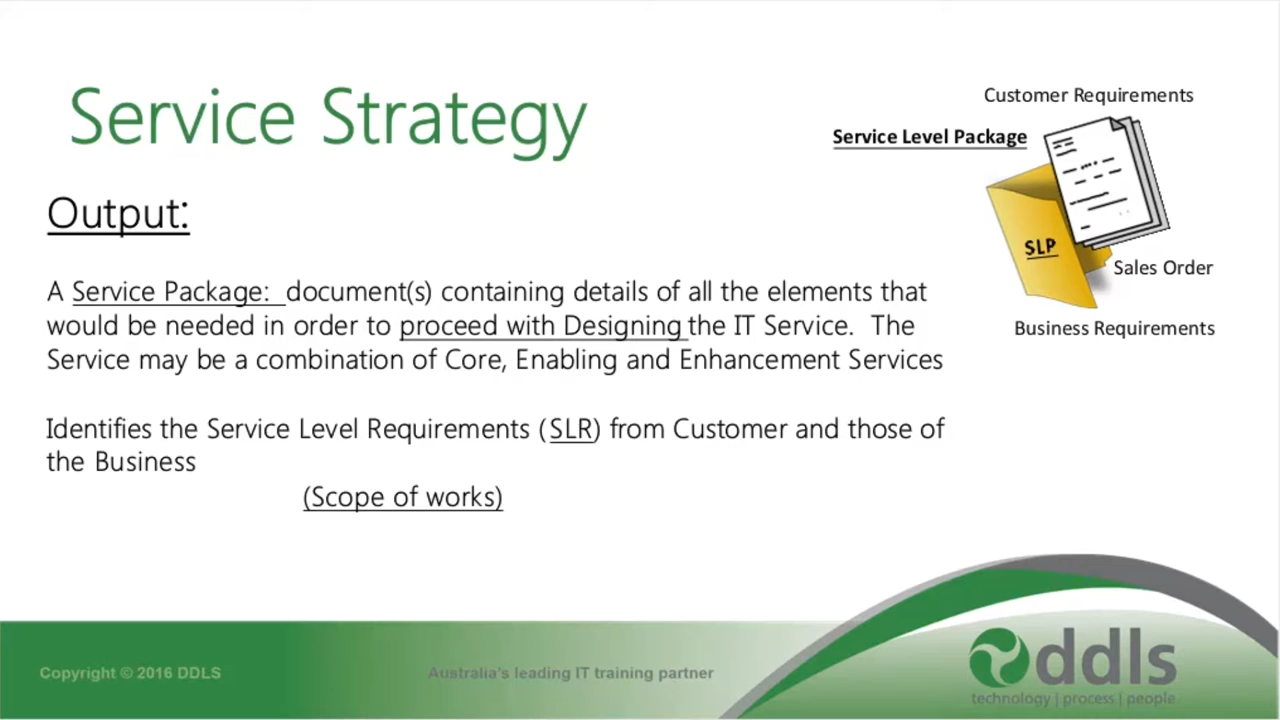 Service Strategy
Customer Requirements
Service Level Package
SLP
Sales Order
Business Requirements
Output:
A Service Package: document(s) containing details of all the elements that
would be needed in order to proceed with Designing the IT Service. The
Service may be a combination of Core, Enabling and Enhancement Services
Identifies the Service Level Requirements (SLR) from Customer and those of
the Business
(Scope of works)
Copyright © 2016 DDLS
Australia's leading IT training partner
ddls
technology | process | people